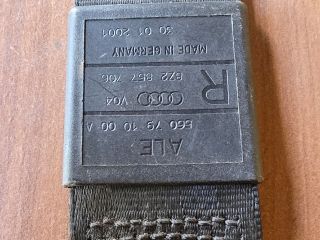 ALE
560 79 10 00 A
R
V04
8Z2 857 706
MADE IN GERMANY
30 01 2001